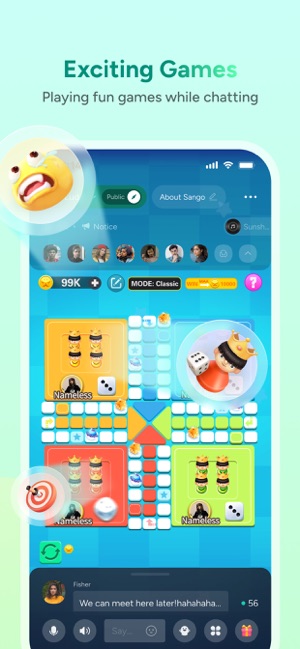 Exciting Games
Playing fun games while chatting
Public
About Sango
Notice
Sunsh...
99K
MODE: Classic
Nameless
Nameless
Nameless
Fisher
We can meet here later!hahahaha...
56
Say...